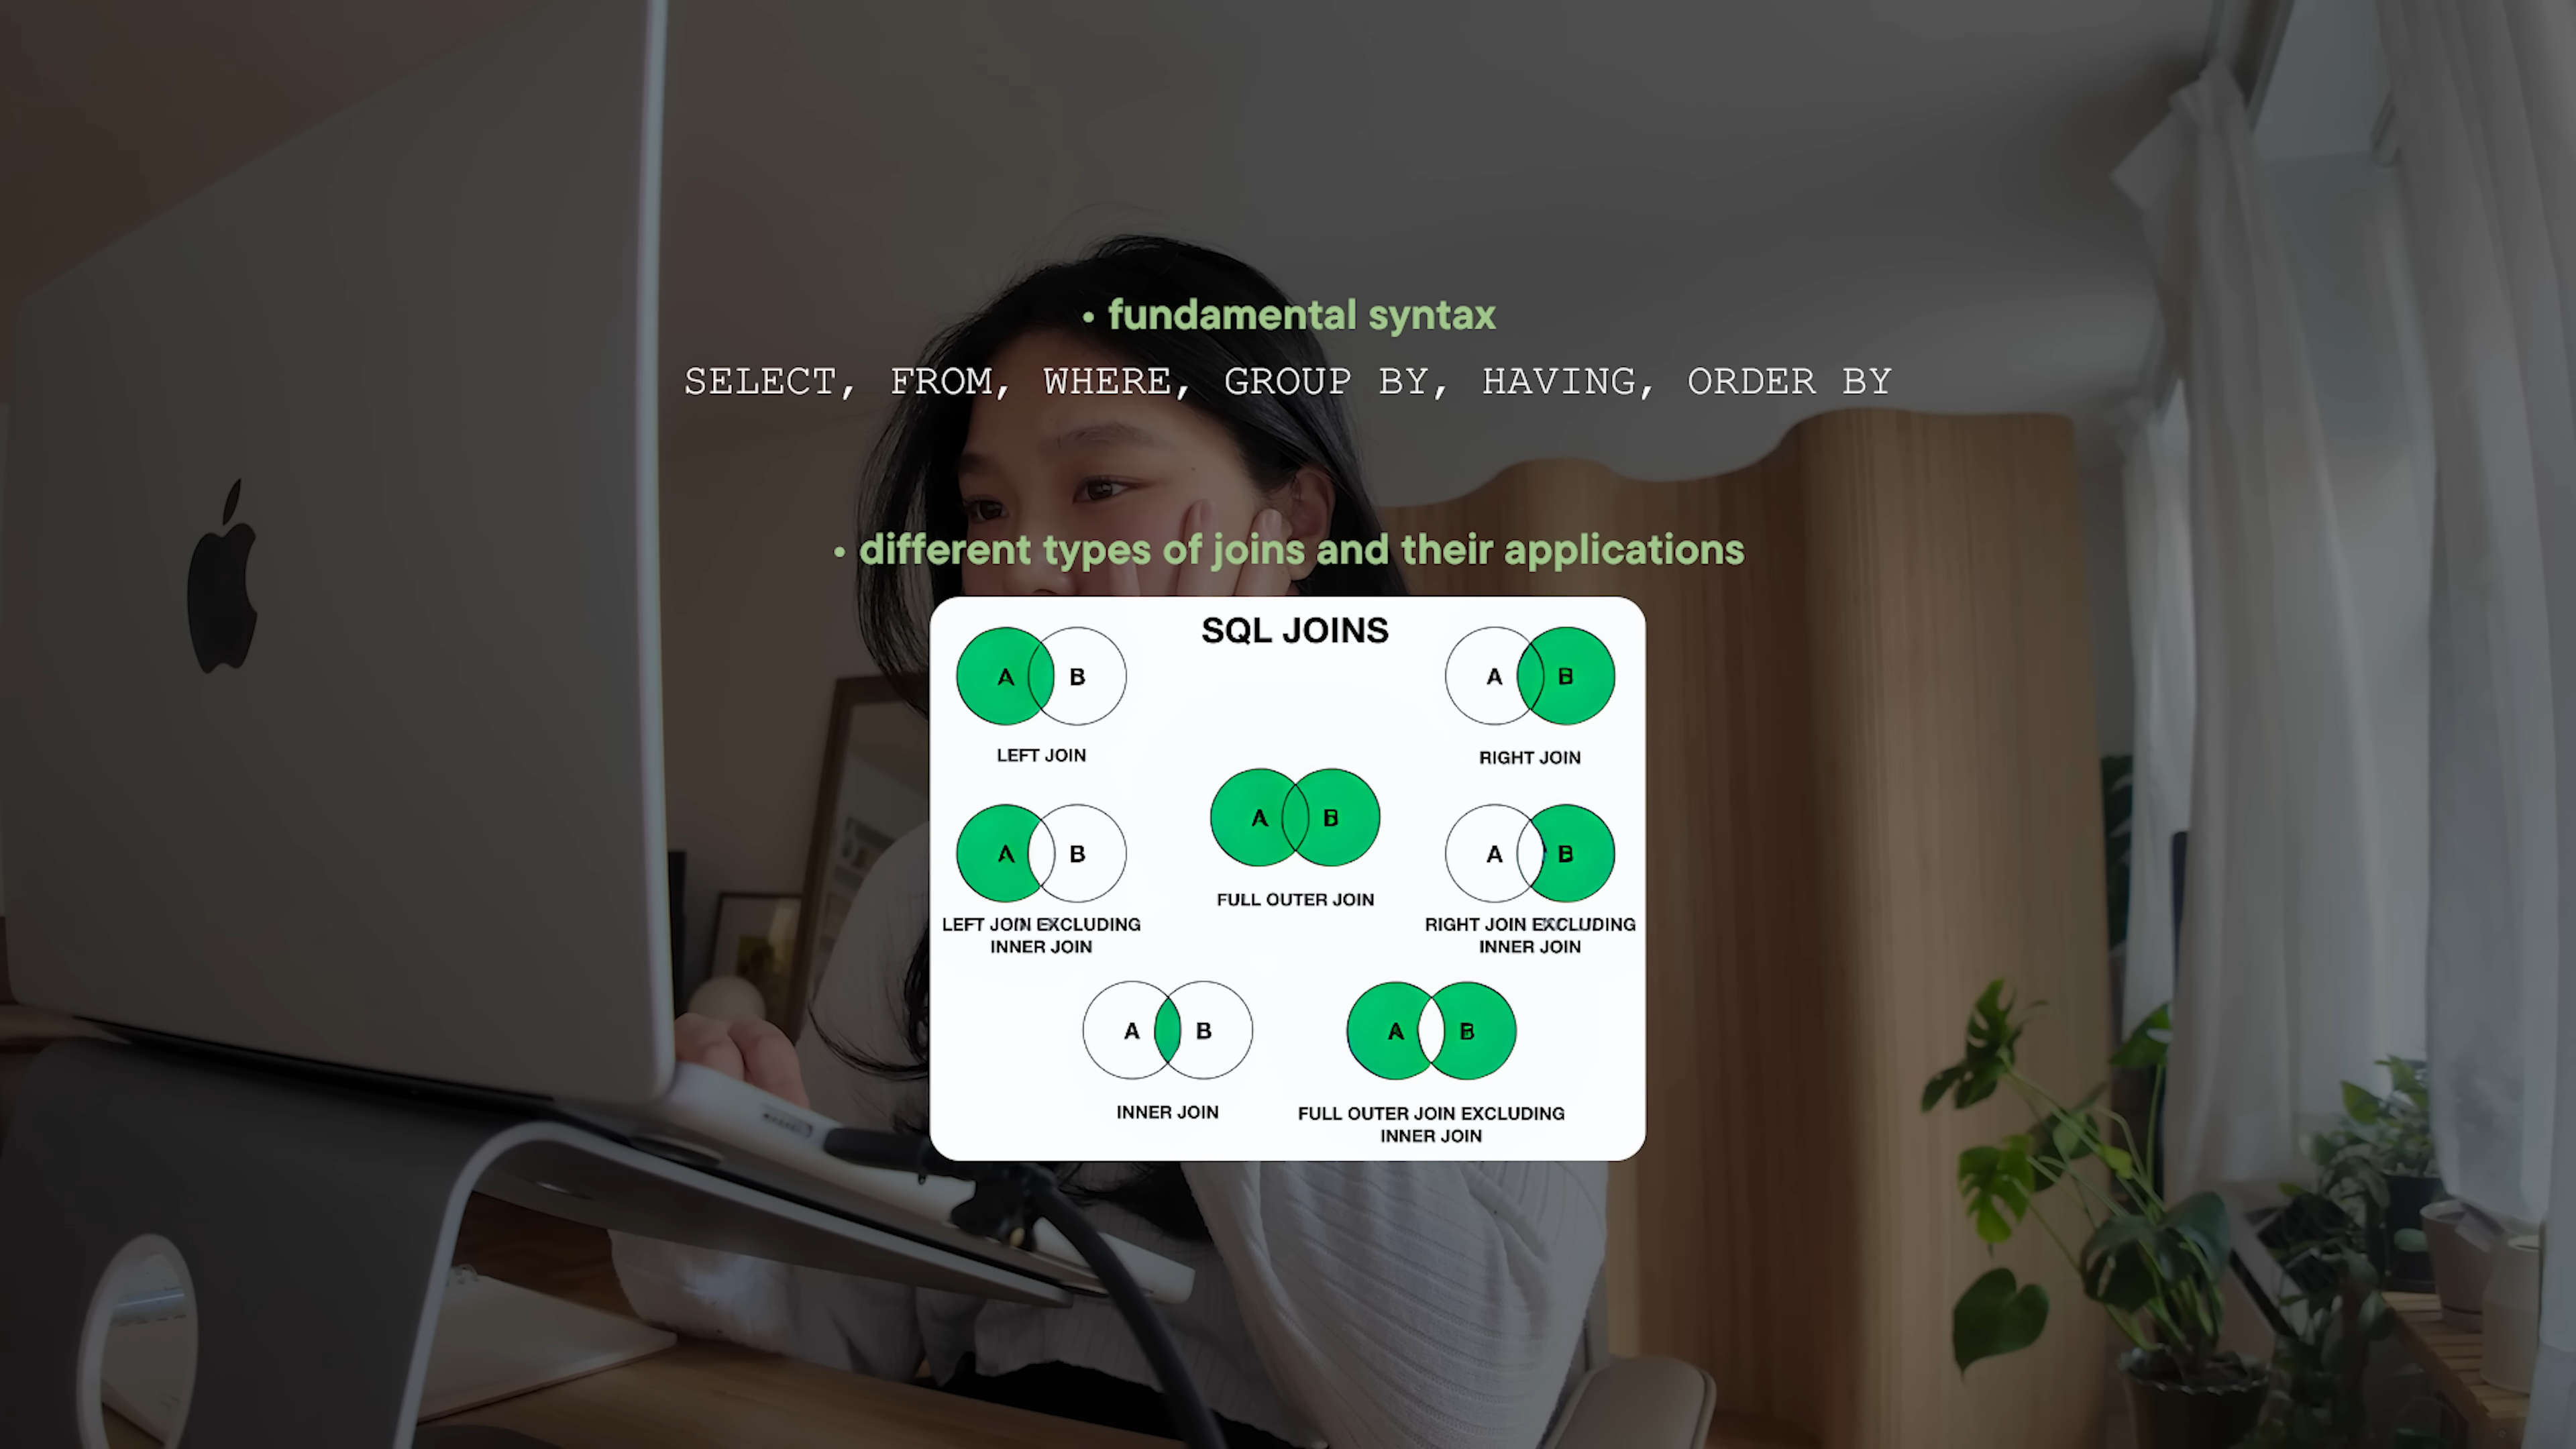 • fundamental syntax
SELECT, FROM, WHERE, GROUP BY, HAVING, ORDER BY
• different types of joins and their applications
SQL JOINS
A B
LEFT JOIN
A B
RIGHT JOIN
A B
FULL OUTER JOIN
A B
LEFT JOIN EXCLUDING
INNER JOIN
A B
RIGHT JOIN EXCLUDING
INNER JOIN
A B
INNER JOIN
A B
FULL OUTER JOIN EXCLUDING
INNER JOIN